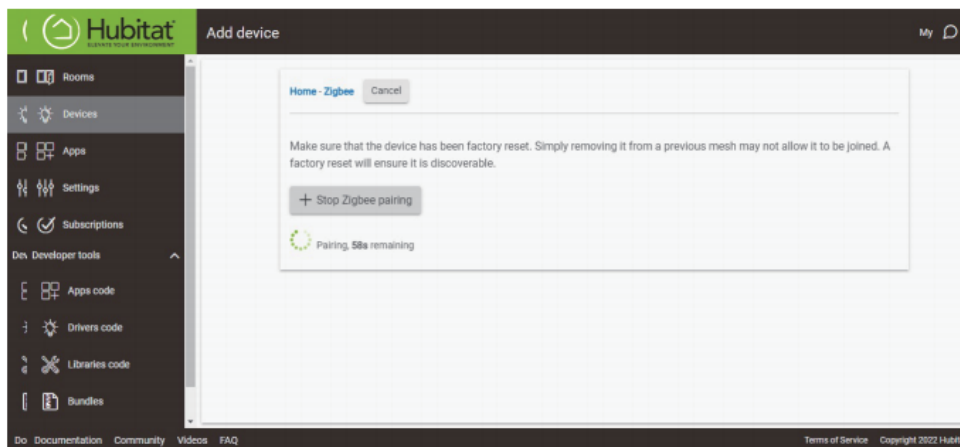 Hubitat
ELEVATE YOUR ENVIRONMENT
Add device
My
Rooms
Devices
Apps
Settings
Subscriptions
Dev Developer tools
Apps code
Drivers code
Libraries code
Bundles
Home - Zigbee Cancel
Make sure that the device has been factory reset. Simply removing it from a previous mesh may not allow it to be joined. A
factory reset will ensure it is discoverable.
+ Stop Zigbee pairing
Pairing, 58s remaining
Do Documentation Community Videos FAQ
Terms of Service Copyright 2022 Hubit